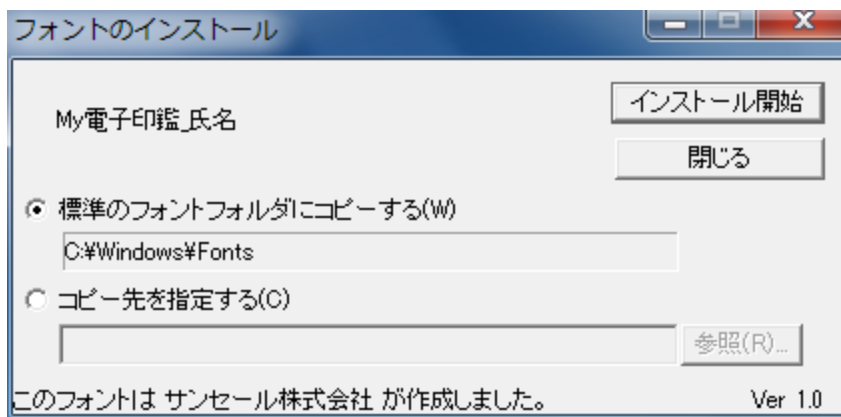 フォントのインストール
My電子印鑑_氏名
インストール開始
閉じる
標準のフォントフォルダにコピーする(W)
C:¥Windows¥Fonts
コピー先を指定する(C)
参照(R)...
このフォントは サンセール株式会社 が作成しました。 Ver 1.0